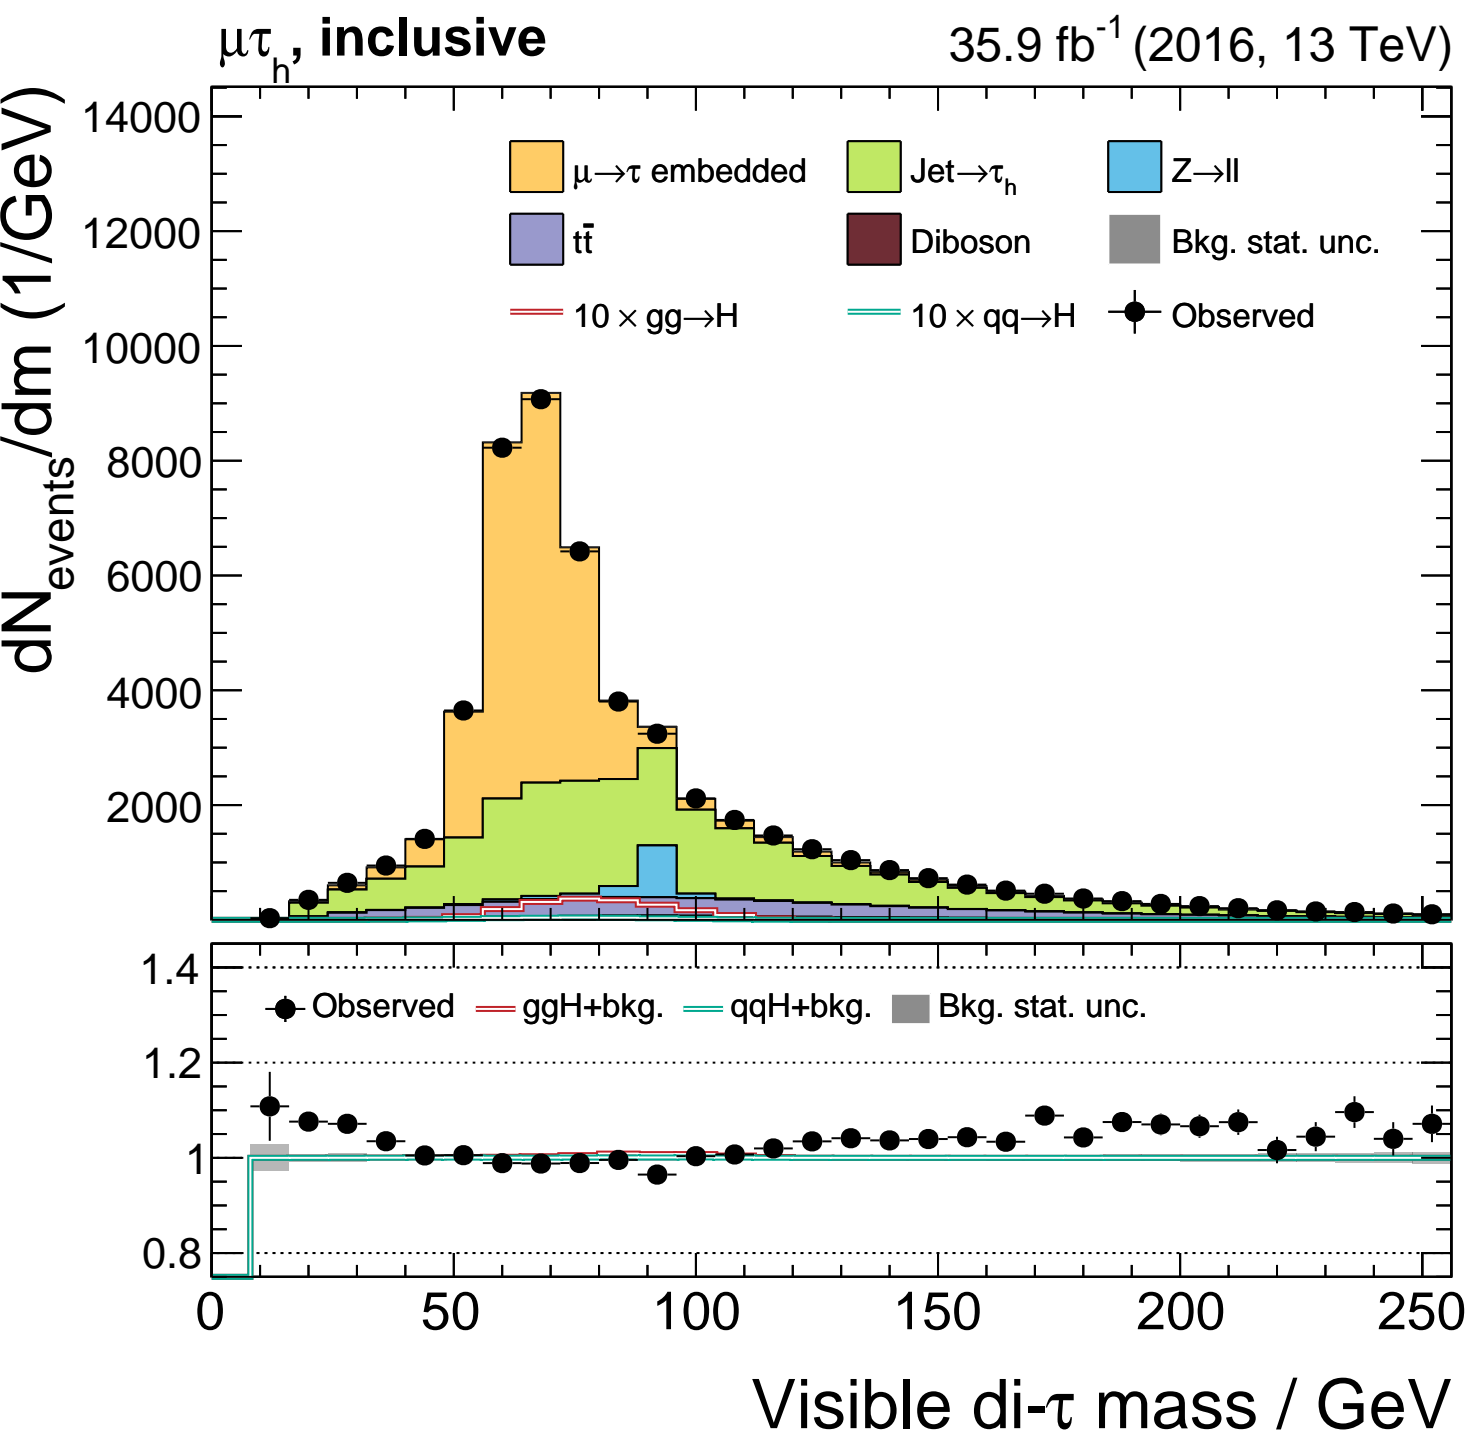 μτh, inclusive 35.9 fb-1 (2016, 13 TeV)
dNevents/dm (1/GeV)
14000
12000
10000
8000
6000
4000
2000
μ→τ embedded Jet→τh Z→ll
tt̄ Diboson Bkg. stat. unc.
10 × gg→H 10 × qq→H Observed
1.4
1.2
1
0.8
Observed ggH+bkg. qqH+bkg. Bkg. stat. unc.
0 50 100 150 200 250
Visible di-τ mass / GeV